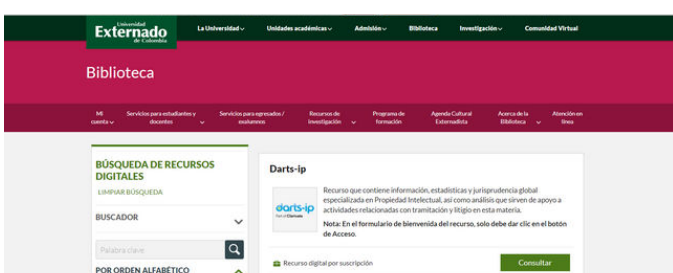 Universidad
Externado
de Colombia
La Universidad
Unidades académicas
Admisión
Biblioteca
Investigación
Comunidad Virtual
Biblioteca
Mi
cuenta
Servicios para estudiantes y
docentes
Servicios para egresados /
exalumnos
Recursos de
Investigación
Programa de
formación
Agenda Cultural
Externadista
Acerca de la
Biblioteca
Atención en
línea
BÚSQUEDA DE RECURSOS
DIGITALES
LIMPIAR BÚSQUEDA
BUSCADOR
Palabra clave
POR ORDEN ALFABÉTICO
Darts-ip
darts-ip
Part of Clarivate
Recurso que contiene información, estadísticas y jurisprudencia global
especializada en Propiedad Intelectual, así como análisis que sirven de apoyo a
actividades relacionadas con tramitación y litigio en esta materia.
Nota: En el formulario de bienvenida del recurso, solo debe dar clic en el botón
de Acceso.
Recurso digital por suscripción
Consultar